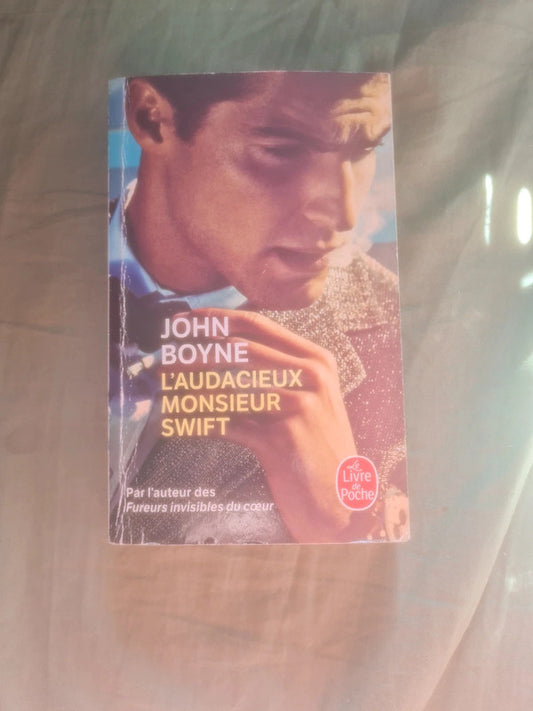 JOHN
BOYNE
L'AUDACIEUX
MONSIEUR
SWIFT
Par l'auteur des
Fureurs invisibles du cœur
Le
Livre
de
Poche